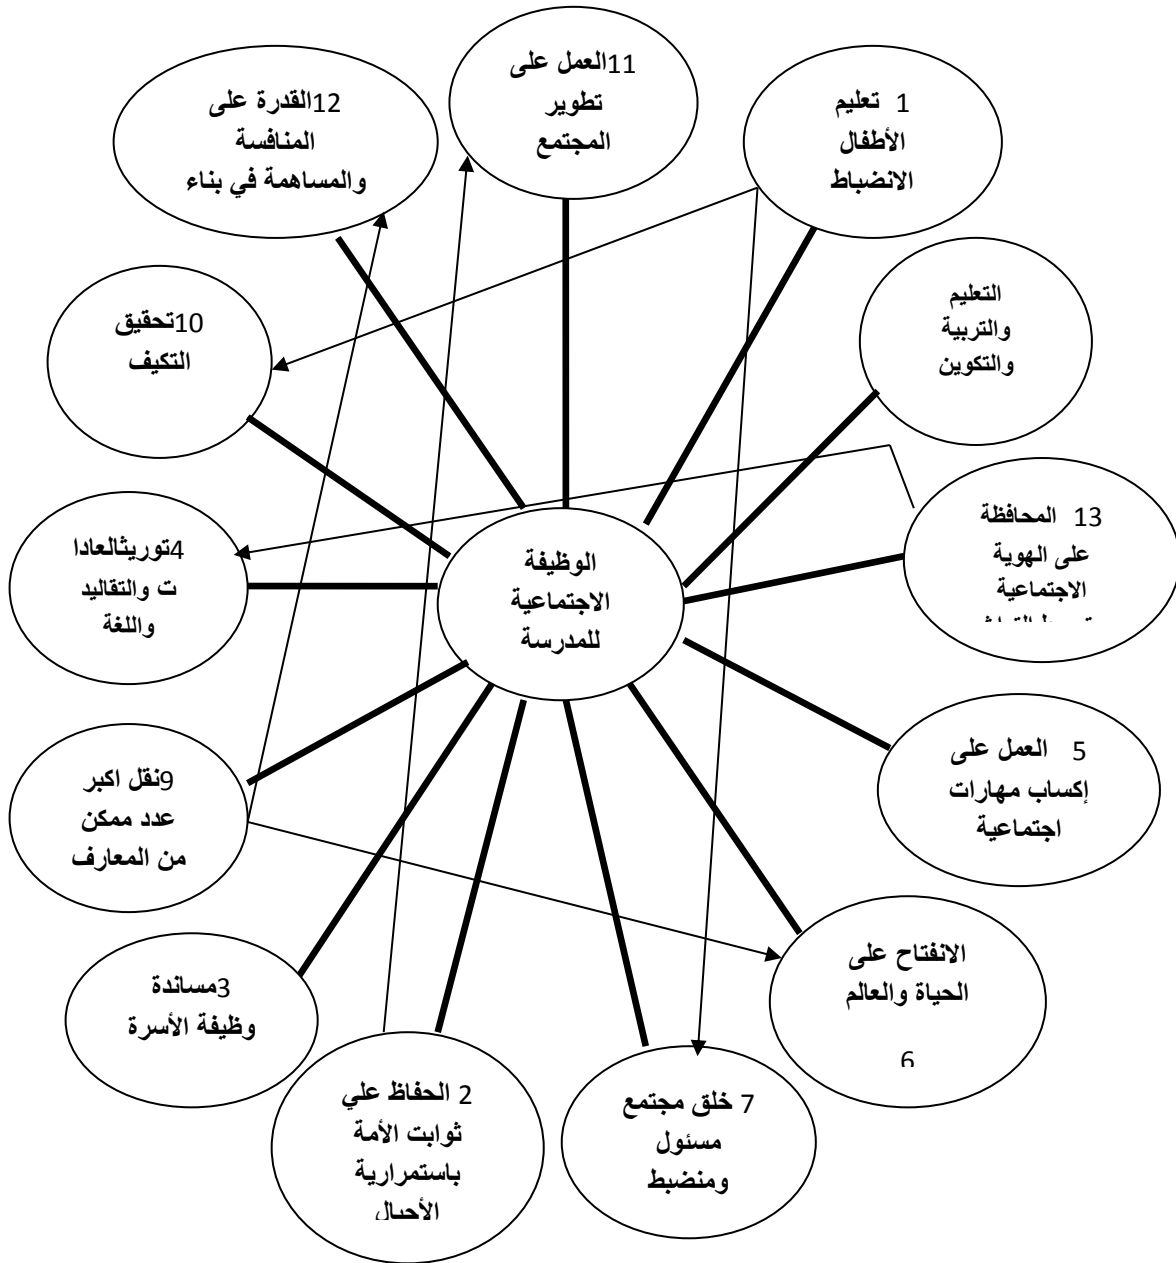 11العمل على
تطوير
المجتمع
1 تعليم
الأطفال
الانضباط
12القدرة على
المنافسة
والمساهمة في بناء
التعليم
والتربية
والتكوين
10تحقيق
التكيف
13 المحافظة
على الهوية
الاجتماعية
4توريثالعادا
ت والتقاليد
واللغة
الوظيفة
الاجتماعية
للمدرسة
5 العمل على
إكساب مهارات
اجتماعية
9نقل اكبر
عدد ممكن
من المعارف
الانفتاح على
الحياة والعالم
6
3مساندة
وظيفة الأسرة
2 الحفاظ علي
ثوابت الأمة
باستمرارية
الأجيال
7 خلق مجتمع
مسئول
ومنضبط